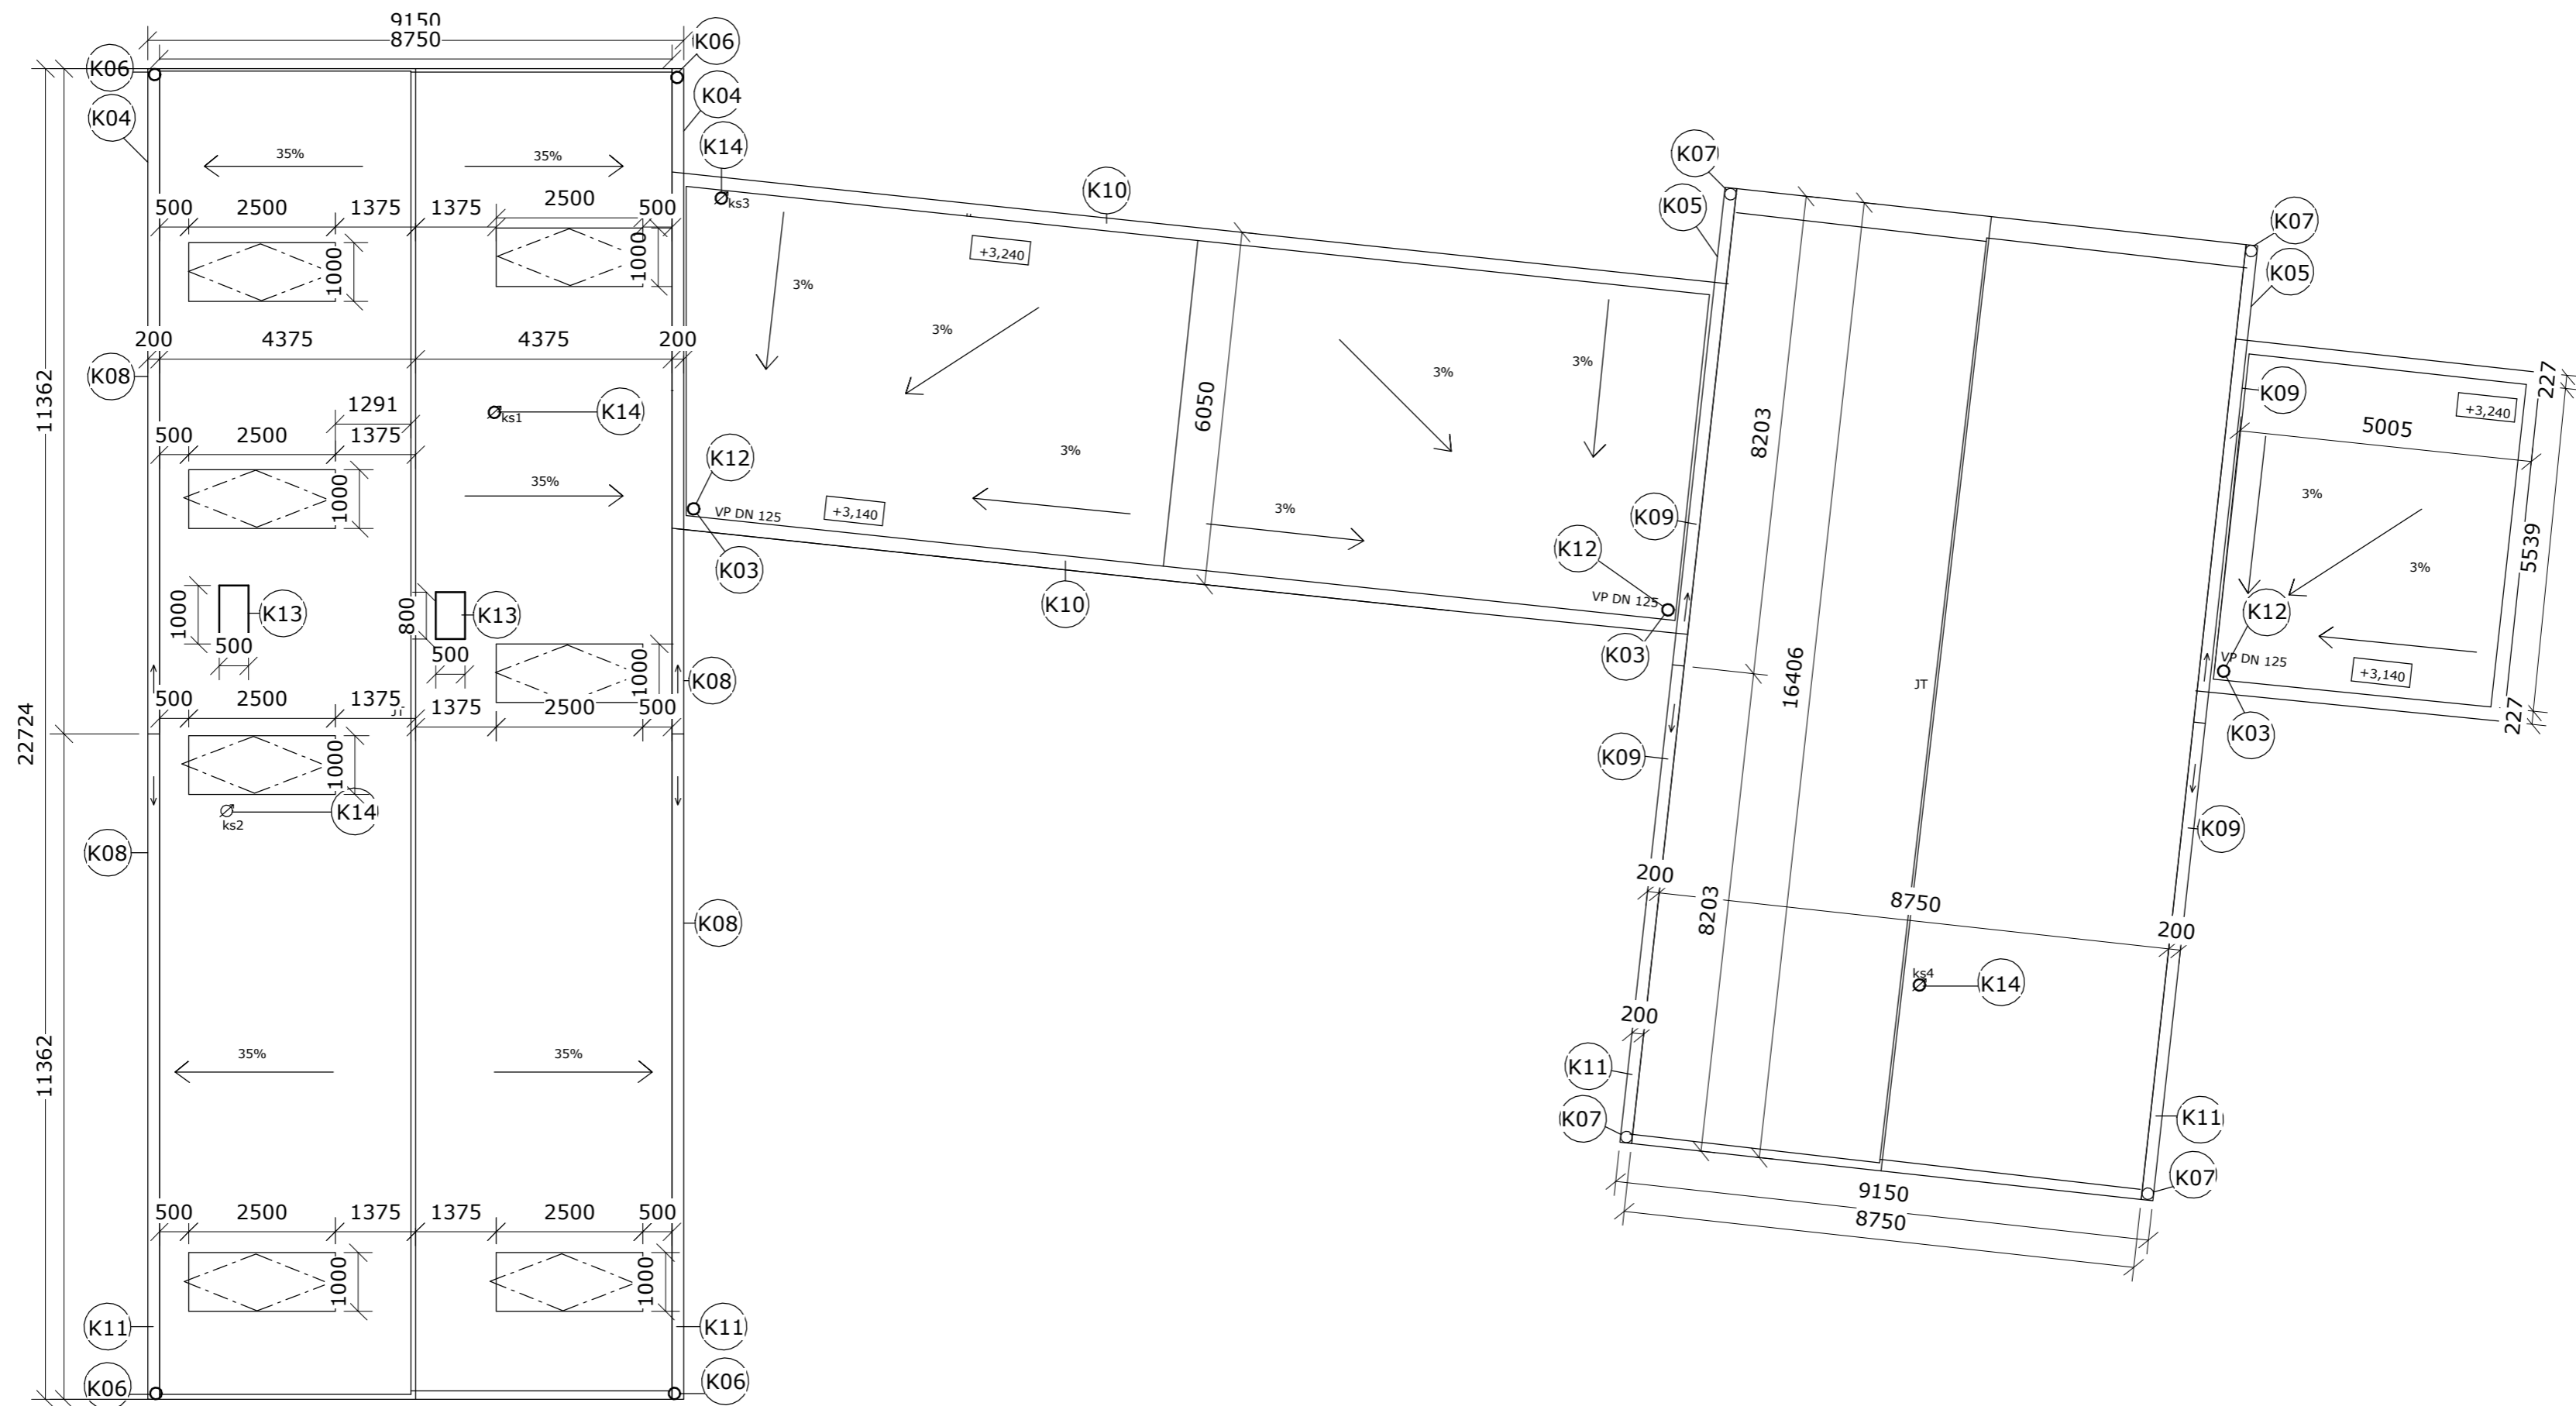 9150
8750
K06
K06
K04
K04
K14
ks3
35%
35%
500
2500
1375
1375
2500
500
1000
1000
200
4375
4375
200
K08
11362
1291
500
2500
1375
ks1
K14
1000
35%
K12
VP DN 125
K03
1000
500
K13
800
500
K13
1000
K08
500
2500
1375
JT
1375
2500
500
22724
1000
K14
ks2
K08
K08
11362
35%
35%
500
2500
1375
1375
2500
500
1000
1000
K11
K11
K06
K06
K10
+3,240
3%
3%
3%
3%
6050
3%
3%
+3,140
3%
K10
K12
VP DN 125
K03
K07
K05
K07
K05
K09
K09
8203
16406
JT
8203
200
8750
200
ks4
K14
200
K11
K07
K11
K07
9150
8750
K09
227
+3,240
5005
3%
5539
3%
K12
VP DN 125
+3,140
227
K03
K09